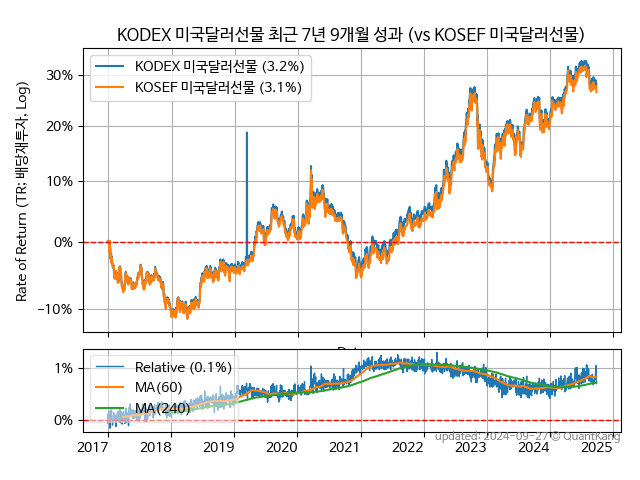 KODEX 미국달러선물 최근 7년 9개월 성과 (vs KOSEF 미국달러선물)
KODEX 미국달러선물 (3.2%)
KOSEF 미국달러선물 (3.1%)
Rate of Return (TR: 배당재투자, Log)
30%
20%
10%
0%
−10%
Relative (0.1%)
MA(60)
MA(240)
1%
0%
2017 2018 2019 2020 2021 2022 2023 2024 2025
updated: 2024-09-27 © QuantKang